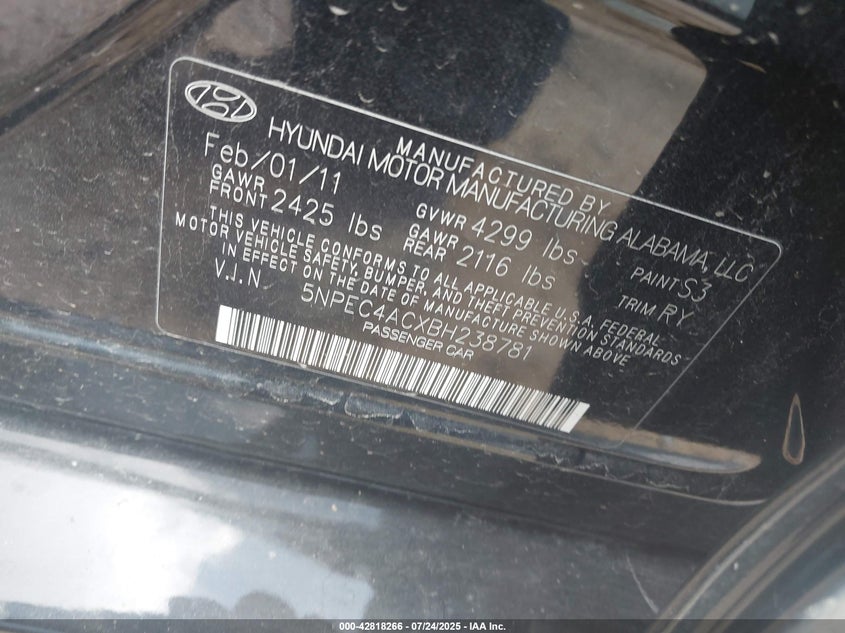 MANUFACTURED BY
HYUNDAI MOTOR MANUFACTURING ALABAMA, LLC
Feb/01/11 GVWR 4299 lbs PAINT S3
GAWR FRONT 2425 lbs GAWR REAR 2116 lbs TRIM RY
THIS VEHICLE CONFORMS TO ALL APPLICABLE U.S.A. FEDERAL
MOTOR VEHICLE SAFETY, BUMPER, AND THEFT PREVENTION STANDARDS
IN EFFECT ON THE DATE OF MANUFACTURE SHOWN ABOVE
V.I.N 5NPEC4ACXBH238781
PASSENGER CAR
000-42818266 - 07/24/2025 - IAA Inc.